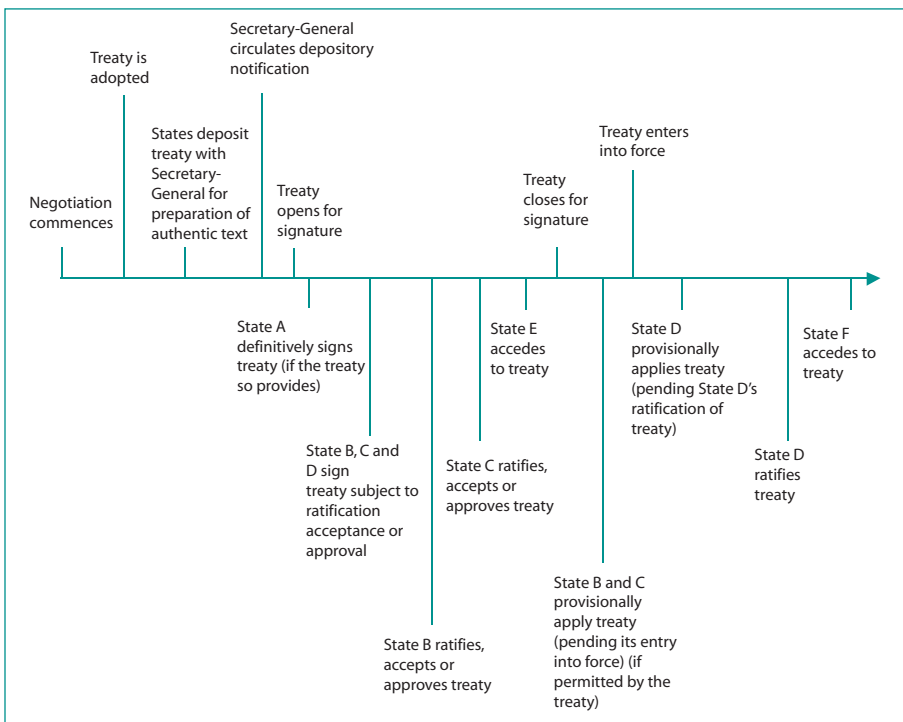 Negotiation
commences
Treaty is
adopted
States deposit
treaty with
Secretary-
General for
preparation of
authentic text
Secretary-General
circulates depository
notification
Treaty
opens for
signature
Treaty
closes for
signature
Treaty enters
into force
State A
definitively signs
treaty (if the treaty
so provides)
State B, C and
D sign
treaty subject to
ratification
acceptance or
approval
State B ratifies,
accepts or
approves treaty
State C ratifies,
accepts or
approves treaty
State E
accedes
to treaty
State B and C
provisionally
apply treaty
(pending its entry
into force) (if
permitted by the
treaty)
State D
provisionally
applies treaty
(pending State D’s
ratification of
treaty)
State D
ratifies
treaty
State F
accedes to
treaty